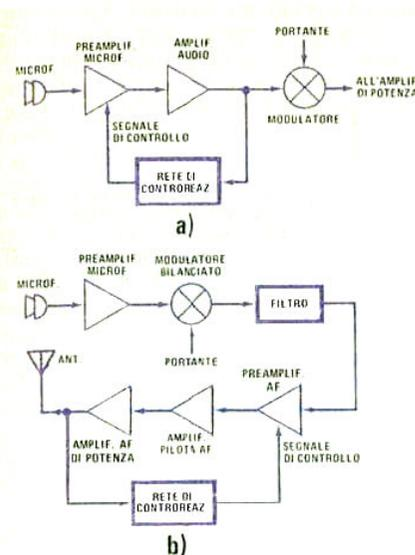 MICROF.
PREAMPLIF.
MICROF.
AMPLIF.
AUDIO
PORTANTE
ALL'AMPLIF.
DI POTENZA
MODULATORE
SEGNALE
DI CONTROLLO
RETE DI
CONTROREAZ.
a)
MICROF.
PREAMPLIF.
MICROF.
MODULATORE
BILANCIATO
FILTRO
PORTANTE
ANT.
PREAMPLIF.
AF
AMPLIF. AF
DI POTENZA
AMPLIF.
PILOTA AF
SEGNALE
DI CONTROLLO
RETE DI
CONTROREAZ.
b)